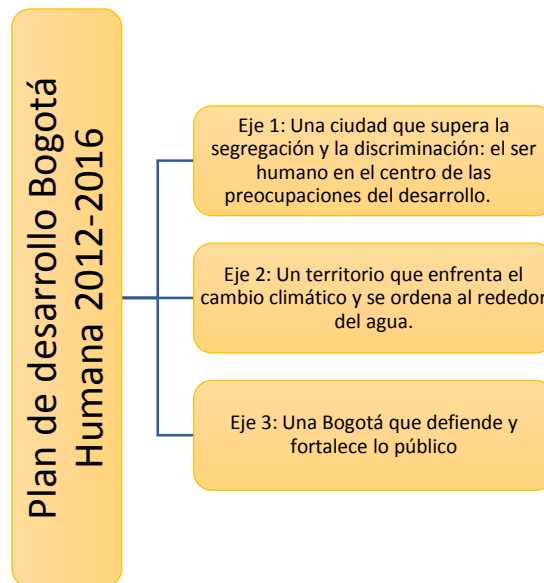 Plan de desarrollo Bogotá
Humana 2012-2016
Eje 1: Una ciudad que supera la
segregación y la discriminación: el ser
humano en el centro de las
preocupaciones del desarrollo.
Eje 2: Un territorio que enfrenta el
cambio climático y se ordena al rededor
del agua.
Eje 3: Una Bogotá que defiende y
fortalece lo público